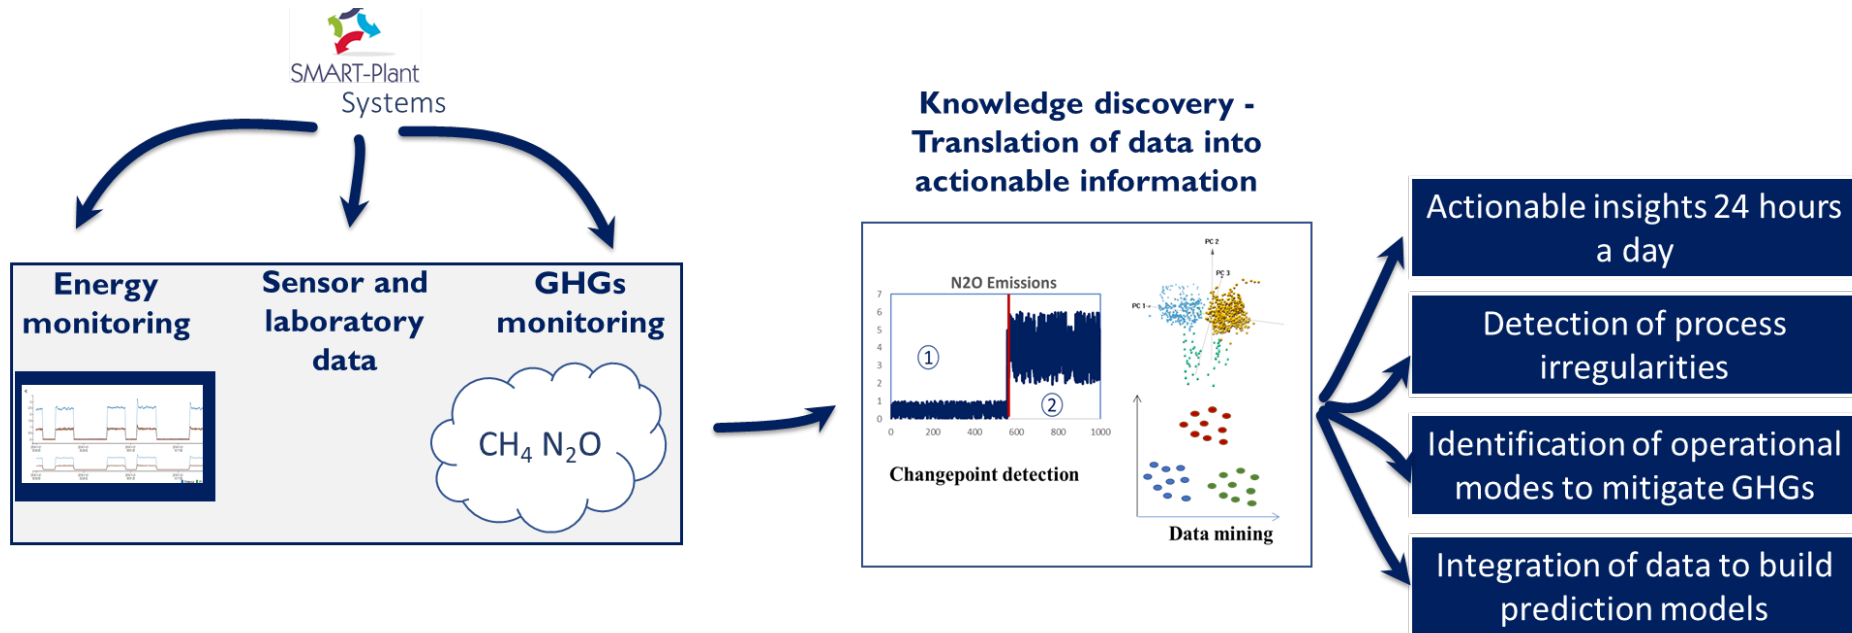 SMART-Plant
Systems
Energy
monitoring
Sensor and
laboratory
data
GHGs
monitoring
CH₄ N₂O
Knowledge discovery -
Translation of data into
actionable information
N2O Emissions
7
6
5
4
3
2
1
0
0 200 400 600 800 1000
1
2
Changepoint detection
PC 2
PC 3
PC 1
Data mining
Actionable insights 24 hours
a day
Detection of process
irregularities
Identification of operational
modes to mitigate GHGs
Integration of data to build
prediction models